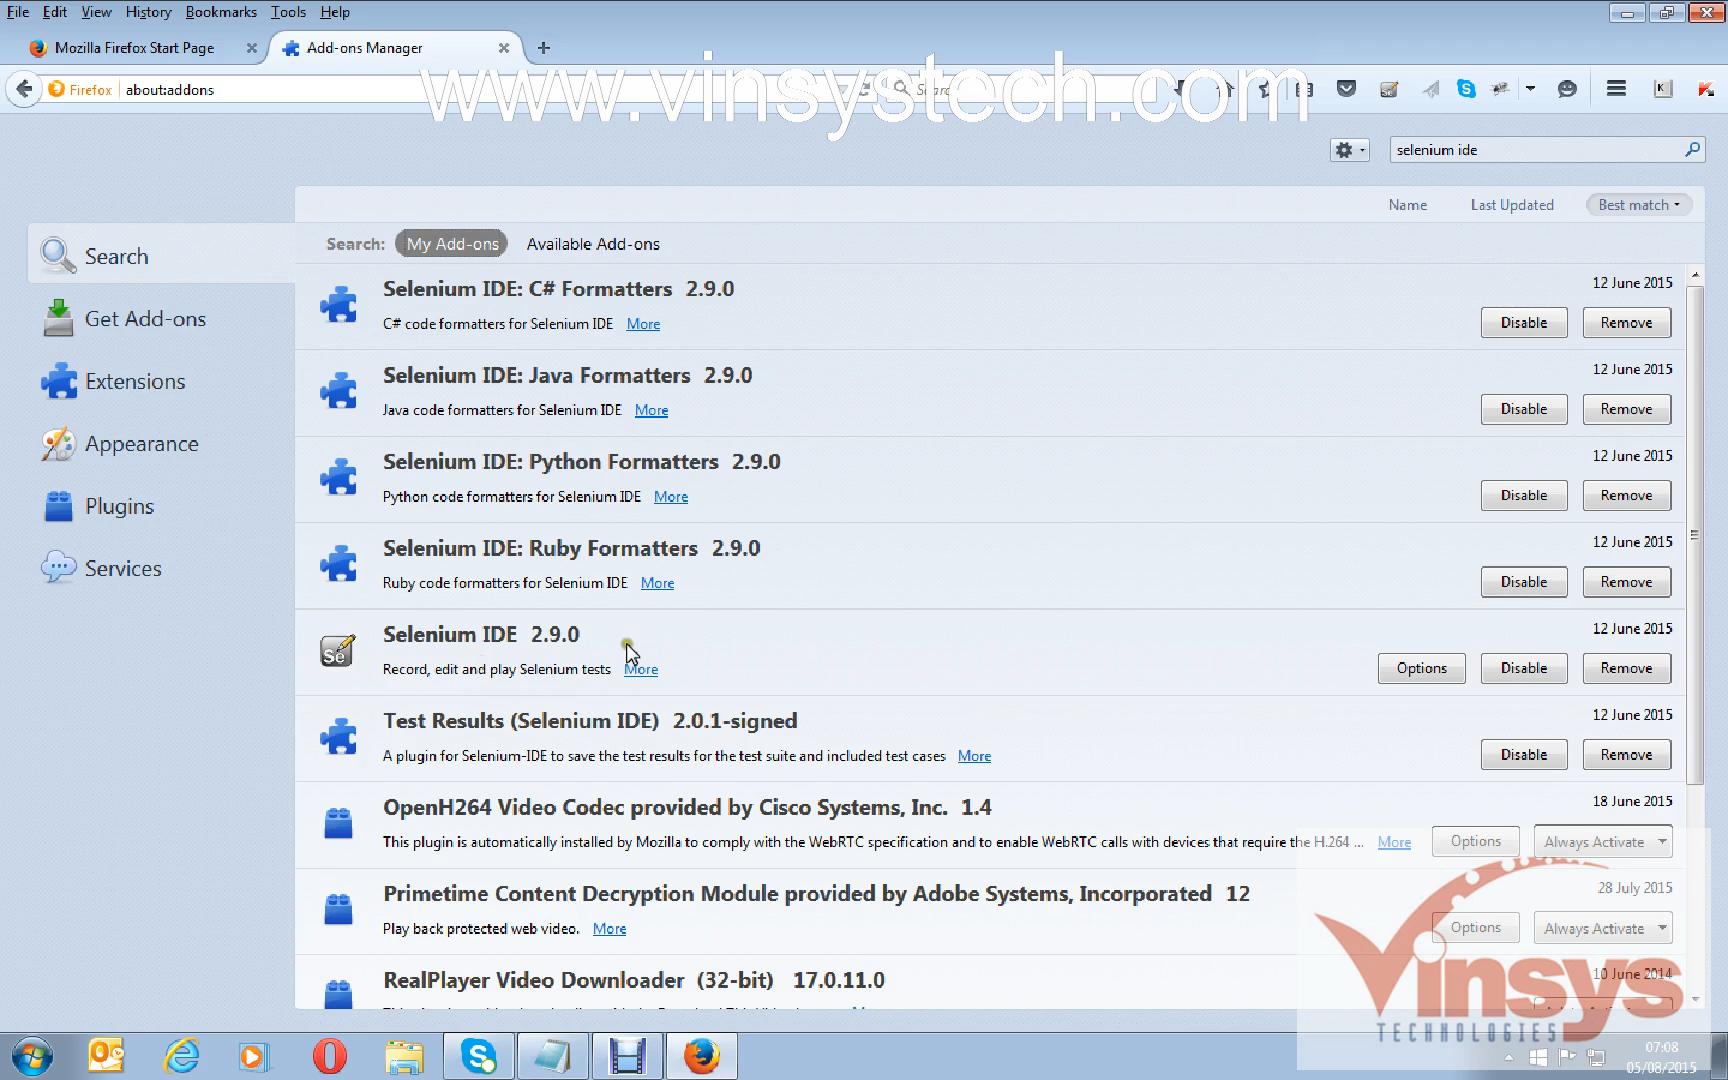 File Edit View History Bookmarks Tools Help
Mozilla Firefox Start Page
Add-ons Manager
www.vinsystech.com
Firefox about:addons
selenium ide
Name Last Updated Best match
Search: My Add-ons Available Add-ons
Search
Get Add-ons
Extensions
Appearance
Plugins
Services
Selenium IDE: C# Formatters 2.9.0
12 June 2015
C# code formatters for Selenium IDE More
Disable Remove
Selenium IDE: Java Formatters 2.9.0
12 June 2015
Java code formatters for Selenium IDE More
Disable Remove
Selenium IDE: Python Formatters 2.9.0
12 June 2015
Python code formatters for Selenium IDE More
Disable Remove
Selenium IDE: Ruby Formatters 2.9.0
12 June 2015
Ruby code formatters for Selenium IDE More
Disable Remove
Selenium IDE 2.9.0
12 June 2015
Se
Record, edit and play Selenium tests More
Options Disable Remove
Test Results (Selenium IDE) 2.0.1-signed
12 June 2015
A plugin for Selenium-IDE to save the test results for the test suite and included test cases More
Disable Remove
OpenH264 Video Codec provided by Cisco Systems, Inc. 1.4
18 June 2015
This plugin is automatically installed by Mozilla to comply with the WebRTC specification and to enable WebRTC calls with devices that require the H.264 ... More
Options Always Activate
Primetime Content Decryption Module provided by Adobe Systems, Incorporated 12
28 July 2015
Play back protected web video. More
Options Always Activate
RealPlayer Video Downloader (32-bit) 17.0.11.0
10 June 2014
Vinsys
TECHNOLOGIES
07:08
05/08/2015